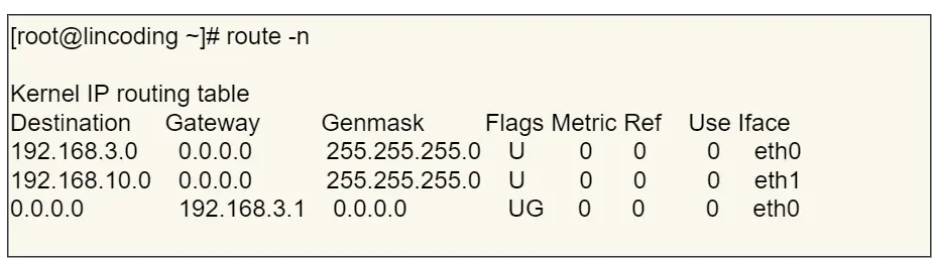 [root@lincoding ~]# route -n
Kernel IP routing table
Destination Gateway Genmask Flags Metric Ref Use Iface
192.168.3.0 0.0.0.0 255.255.255.0 U 0 0 0 eth0
192.168.10.0 0.0.0.0 255.255.255.0 U 0 0 0 eth1
0.0.0.0 192.168.3.1 0.0.0.0 UG 0 0 0 eth0